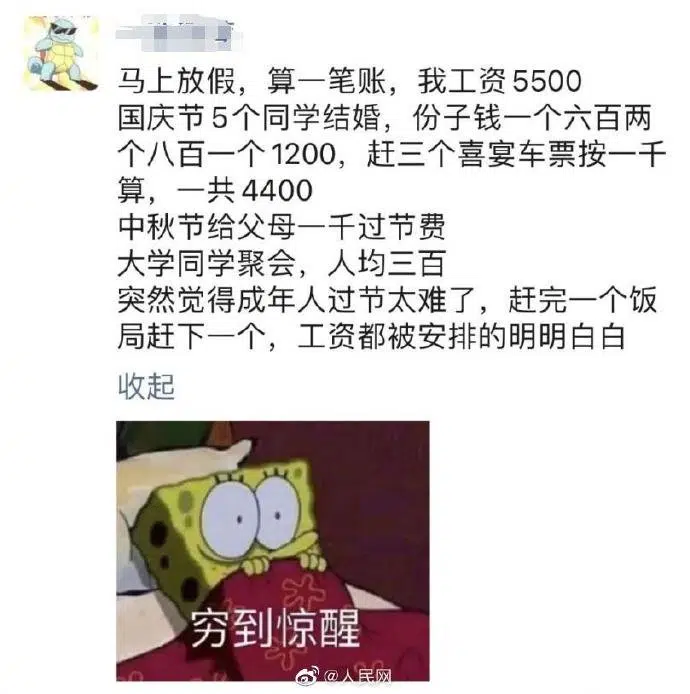 马上放假，算一笔账，我工资5500
国庆节5个同学结婚，份子钱一个六百两
个八百一个1200，赶三个喜宴车票按一千
算，一共4400
中秋节给父母一千过节费
大学同学聚会，人均三百
突然觉得成年人过节太难了，赶完一个饭
局赶下一个，工资都被安排的明明白白
收起
穷到惊醒
@人民网